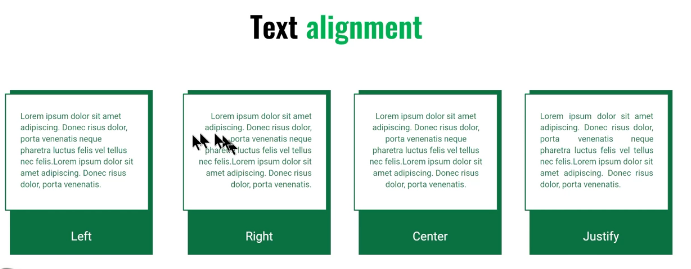 Text alignment
Lorem ipsum dolor sit amet
adipiscing. Donec risus dolor,
porta venenatis neque
pharetra luctus felis vel tellus
nec felis.Lorem ipsum dolor sit
amet adipiscing. Donec risus
dolor, porta venenatis.
Left
Lorem ipsum dolor sit amet
adipiscing. Donec risus dolor,
porta venenatis neque
pharetra luctus felis vel tellus
nec felis.Lorem ipsum dolor sit
amet adipiscing. Donec risus
dolor, porta venenatis.
Right
Lorem ipsum dolor sit amet
adipiscing. Donec risus dolor,
porta venenatis neque
pharetra luctus felis vel tellus
nec felis.Lorem ipsum dolor sit
amet adipiscing. Donec risus
dolor, porta venenatis.
Center
Lorem ipsum dolor sit amet
adipiscing. Donec risus dolor,
porta venenatis neque
pharetra luctus felis vel tellus
nec felis.Lorem ipsum dolor sit
amet adipiscing. Donec risus
dolor, porta venenatis.
Justify